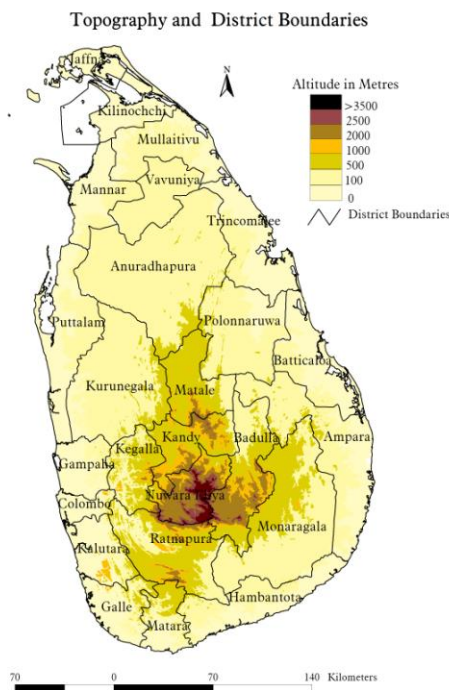 Topography and District Boundaries
Jaffna
N
Altitude in Metres
>3500
2500
2000
1000
500
100
0
District Boundaries
Kilinochchi
Mullaitivu
Vavuniya
Mannar
Trincomalee
Anuradhapura
Puttalam
Polonnaruwa
Batticaloa
Kurunegala
Matale
Kandy
Badulla
Ampara
Kegalla
Gampaha
Nuwara Eliya
Colombo
Monaragala
Ratnapura
Kalutara
Hambantota
Galle
Matara
70 0 70 140 Kilometers